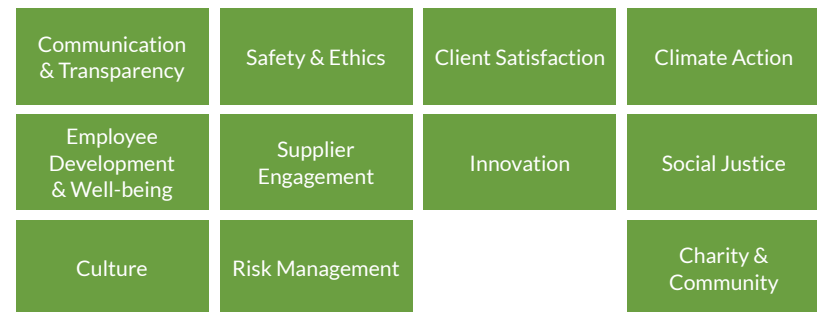 Communication
& Transparency
Safety & Ethics
Client Satisfaction
Climate Action
Employee
Development
& Well-being
Supplier
Engagement
Innovation
Social Justice
Culture
Risk Management
Charity &
Community